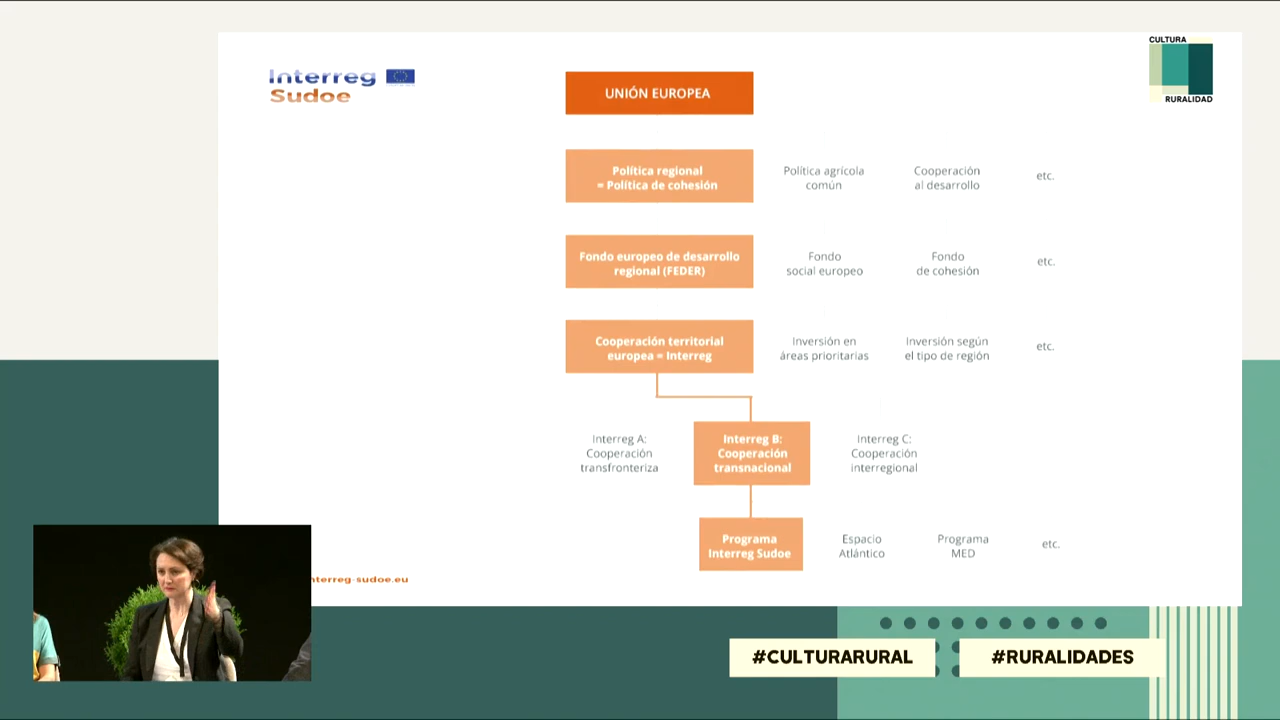 CULTURA
RURALIDAD
Interreg
Sudoe
UNIÓN EUROPEA
Política regional
= Política de cohesión
Política agrícola
común
Cooperación
al desarrollo
etc.
Fondo europeo de desarrollo
regional (FEDER)
Fondo
social europeo
Fondo
de cohesión
etc.
Cooperación territorial
europea = Interreg
Inversión en
áreas prioritarias
Inversión según
el tipo de región
etc.
Interreg A:
Cooperación
transfronteriza
Interreg B:
Cooperación
transnacional
Interreg C:
Cooperación
interregional
Programa
Interreg Sudoe
Espacio
Atlántico
Programa
MED
etc.
nterreg-sudoe.eu
#CULTURARURAL
#RURALIDADES